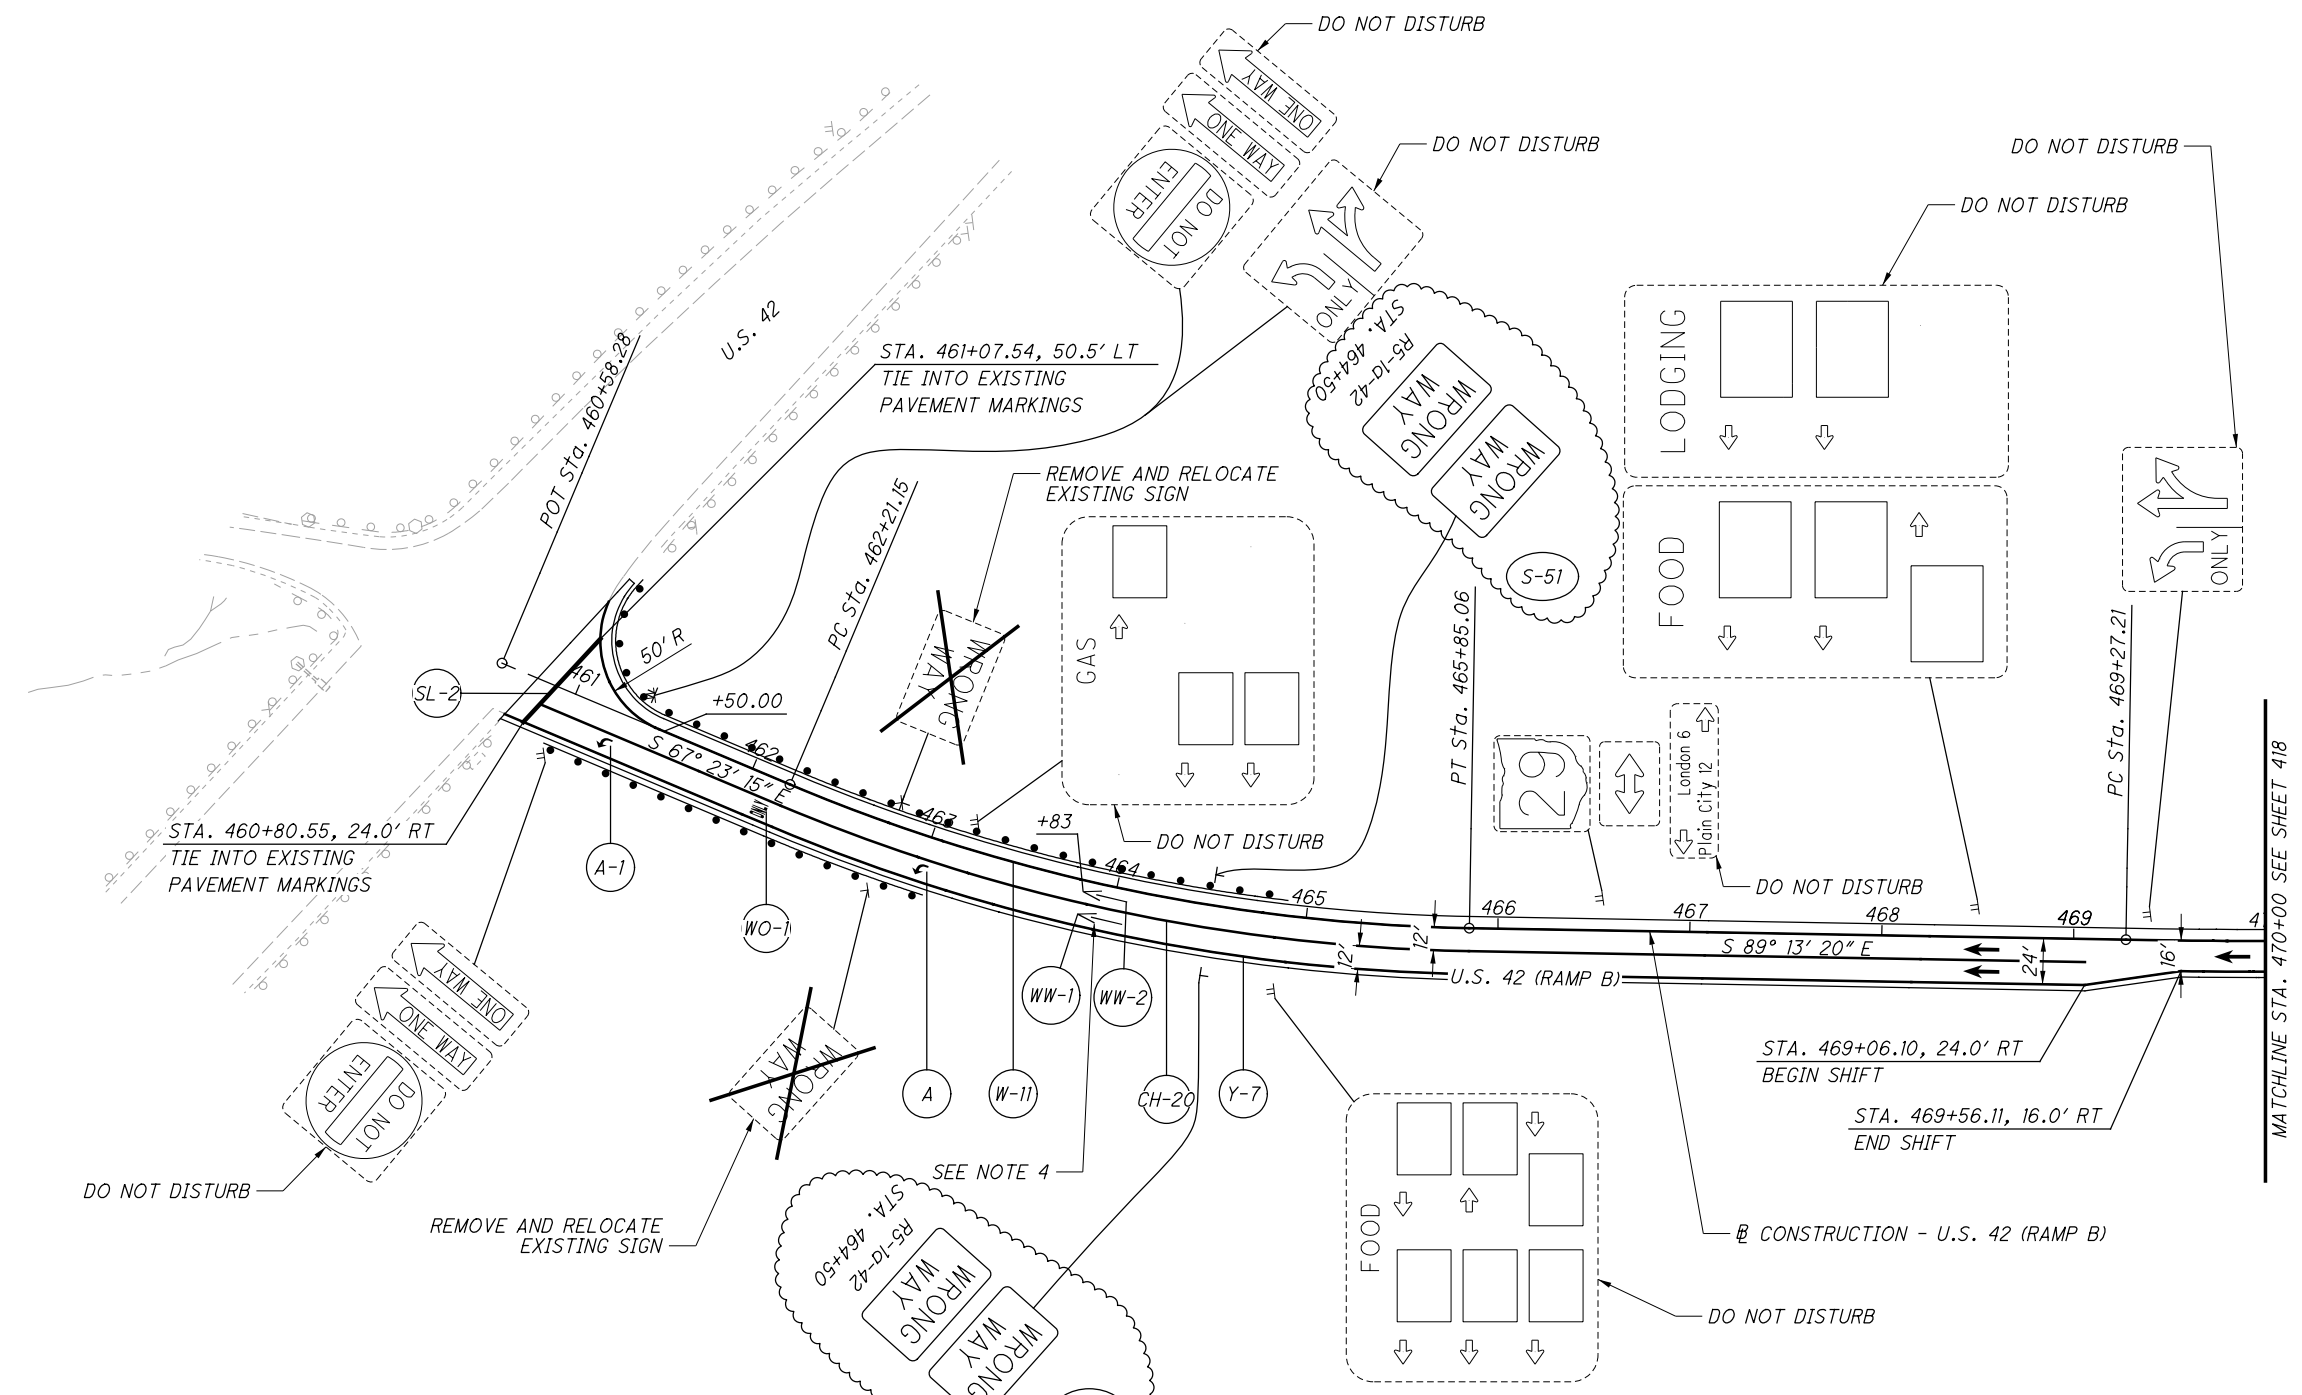 DO NOT DISTURB
ONE WAY
ONE WAY
DO NOT
ENTER
DO NOT DISTURB
ONLY
DO NOT DISTURB
DO NOT DISTURB
U.S. 42
POT Sta. 460+58.28
STA. 461+07.54, 50.5' LT
TIE INTO EXISTING
PAVEMENT MARKINGS
STA. 464+50
R5-1a-42
WRONG
WAY
WRONG
WAY
S-51
LODGING
FOOD
ONLY
REMOVE AND RELOCATE
EXISTING SIGN
WRONG
WAY
GAS
DO NOT DISTURB
PC Sta. 462+21.15
50' R
+50.00
SL-2
461
462
463
464
465
466
467
468
469
47
S 67° 23' 15" E
+83
PT Sta. 465+85.06
29
London 6
Plain City 12
DO NOT DISTURB
PC Sta. 469+27.21
MATCHLINE STA. 470+00 SEE SHEET 418
STA. 460+80.55, 24.0' RT
TIE INTO EXISTING
PAVEMENT MARKINGS
A-1
WO-1
12'
12'
S 89° 13' 20" E
24'
16'
U.S. 42 (RAMP B)
WW-1
WW-2
A
W-11
CH-20
Y-7
SEE NOTE 4
STA. 469+06.10, 24.0' RT
BEGIN SHIFT
STA. 469+56.11, 16.0' RT
END SHIFT
ONE WAY
ONE WAY
DO NOT
ENTER
DO NOT DISTURB
WRONG
WAY
REMOVE AND RELOCATE
EXISTING SIGN
STA. 464+50
R5-1a-42
WRONG
WAY
WRONG
WAY
FOOD
DO NOT DISTURB
CONSTRUCTION - U.S. 42 (RAMP B)